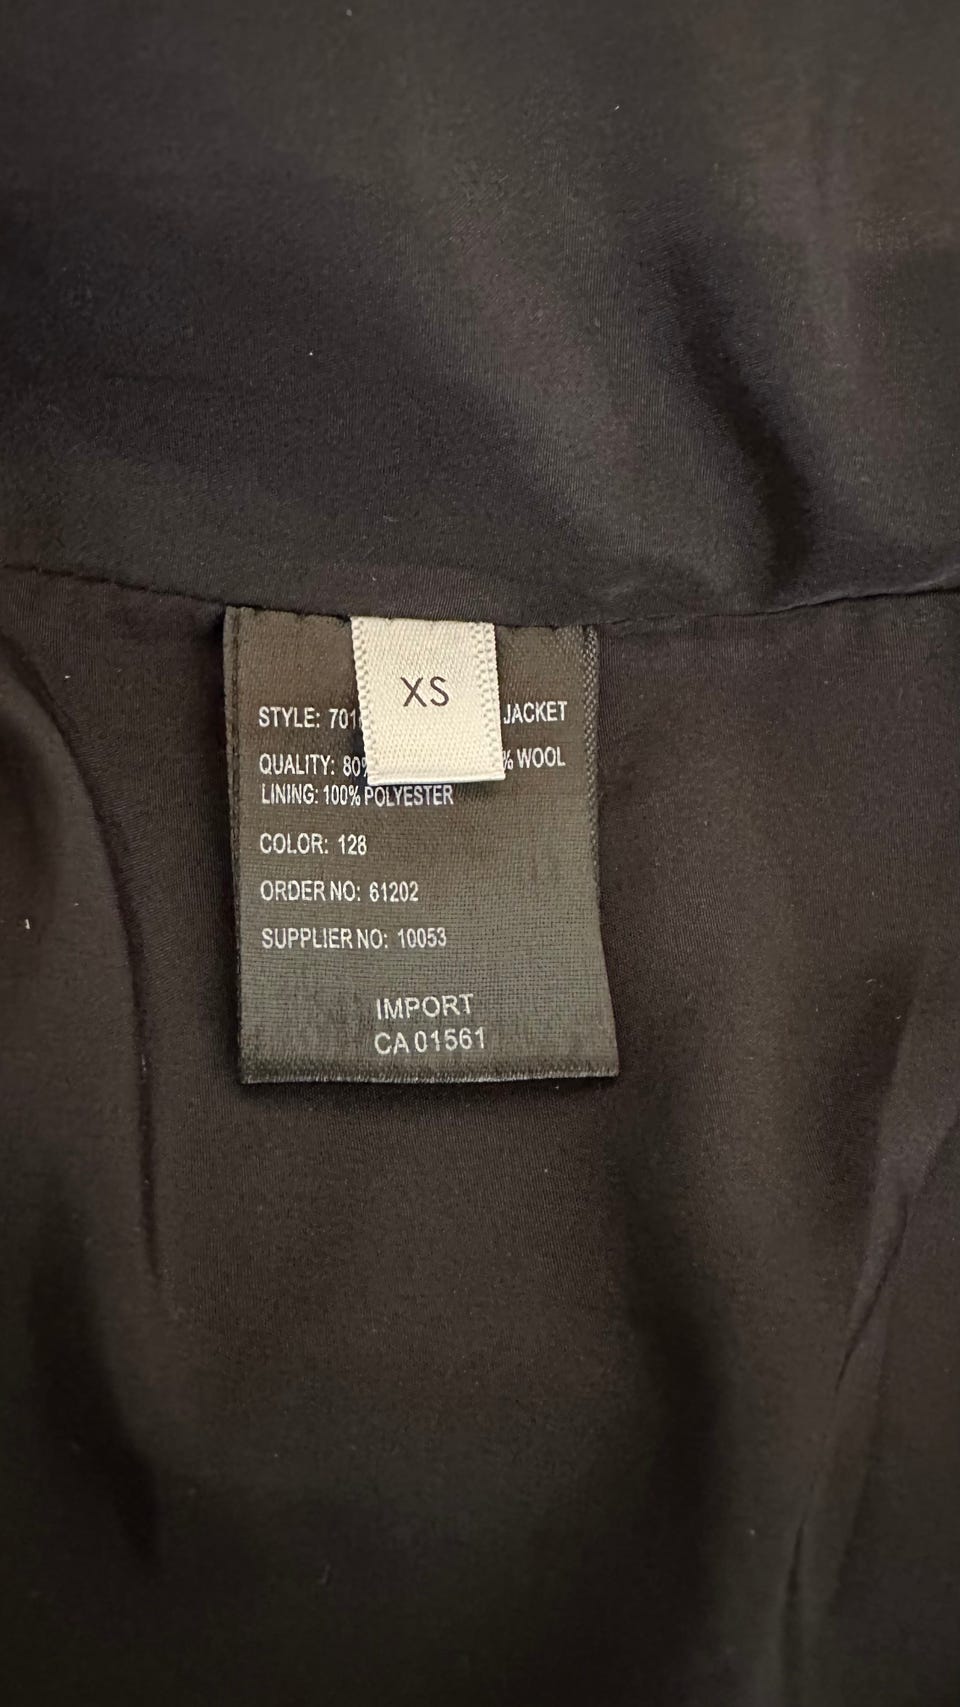 XS
STYLE: 701 JACKET
QUALITY: 80% % WOOL
LINING: 100% POLYESTER
COLOR: 128
ORDER NO: 61202
SUPPLIER NO: 10053
IMPORT
CA 01561